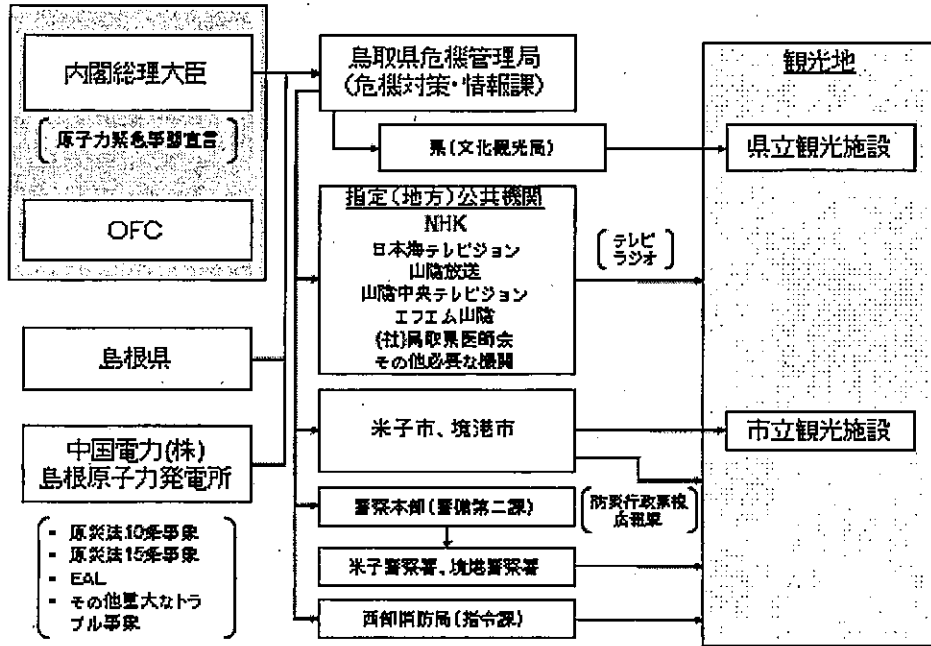 内閣総理大臣
原子力緊急事態宣言
OFC
島根県
中国電力(株)
島根原子力発電所
- 原災法10条事象
- 原災法15条事象
- EAL
- その他重大なトラ
ブル事象
鳥取県危機管理局
(危機対策・情報課)
県(文化観光局)
指定(地方)公共機関
NHK
日本海テレビジョン
山陰放送
山陰中央テレビジョン
エフエム山陰
(社)鳥取県医師会
その他必要な機関
米子市、境港市
警察本部(警備第二課)
米子警察署、境港警察署
西部消防局(指令課)
テレビ
ラジオ
防災行政無線
広報車
観光地
県立観光施設
市立観光施設